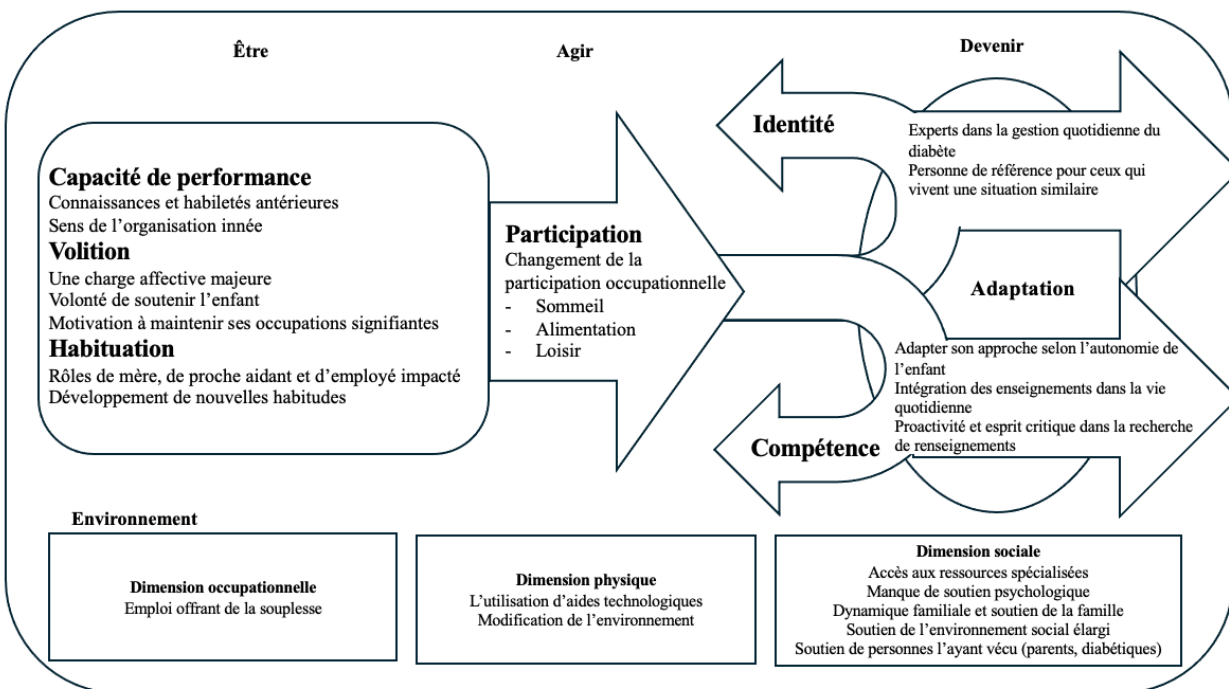 Être
Agir
Devenir
Capacité de performance
Connaissances et habiletés antérieures
Sens de l’organisation innée
Volition
Une charge affective majeure
Volonté de soutenir l’enfant
Motivation à maintenir ses occupations signifiantes
Habituation
Rôles de mère, de proche aidant et d’employé impacté
Développement de nouvelles habitudes
Participation
Changement de la
participation occupationnelle
- Sommeil
- Alimentation
- Loisir
Identité
Experts dans la gestion quotidienne du
diabète
Personne de référence pour ceux qui
vivent une situation similaire
Adaptation
Compétence
Adapter son approche selon l’autonomie de
l’enfant
Intégration des enseignements dans la vie
quotidienne
Proactivité et esprit critique dans la recherche
de renseignements
Environnement
Dimension occupationnelle
Emploi offrant de la souplesse
Dimension physique
L’utilisation d’aides technologiques
Modification de l’environnement
Dimension sociale
Accès aux ressources spécialisées
Manque de soutien psychologique
Dynamique familiale et soutien de la famille
Soutien de l’environnement social élargi
Soutien de personnes l’ayant vécu (parents, diabétiques)